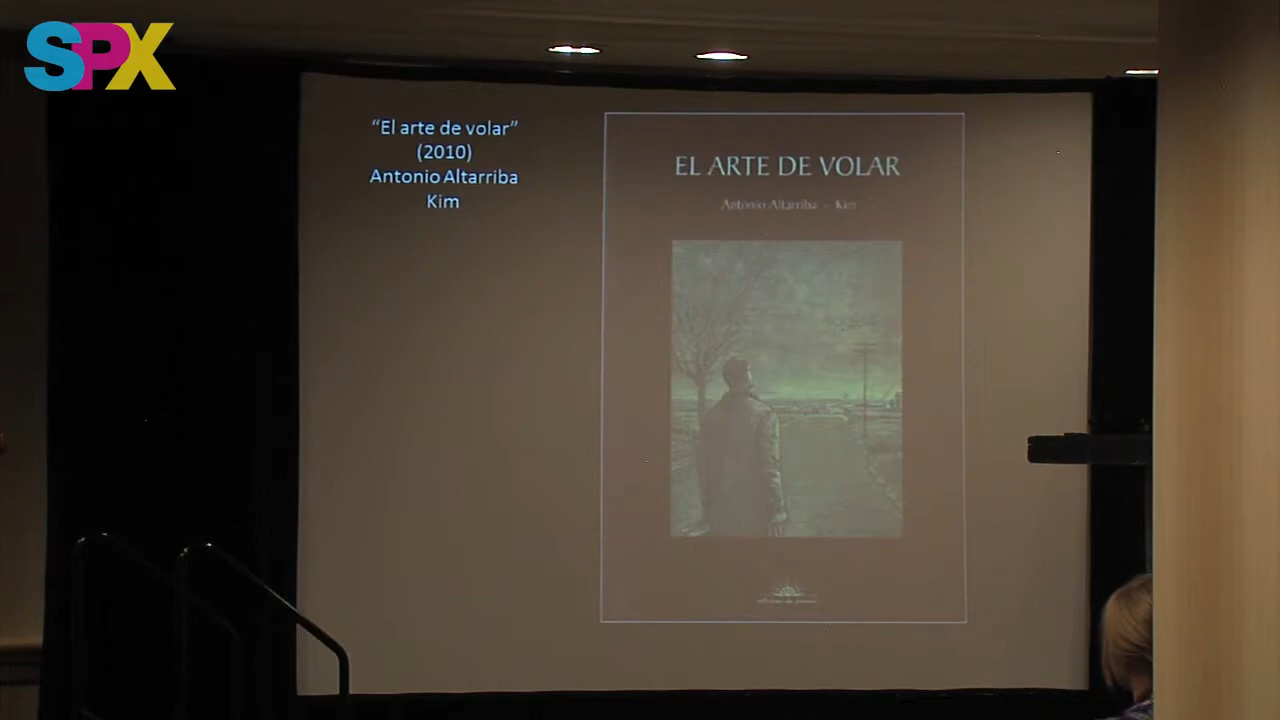 SPX
“El arte de volar”
(2010)
Antonio Altarriba
Kim
EL ARTE DE VOLAR
Antonio Altarriba - Kim